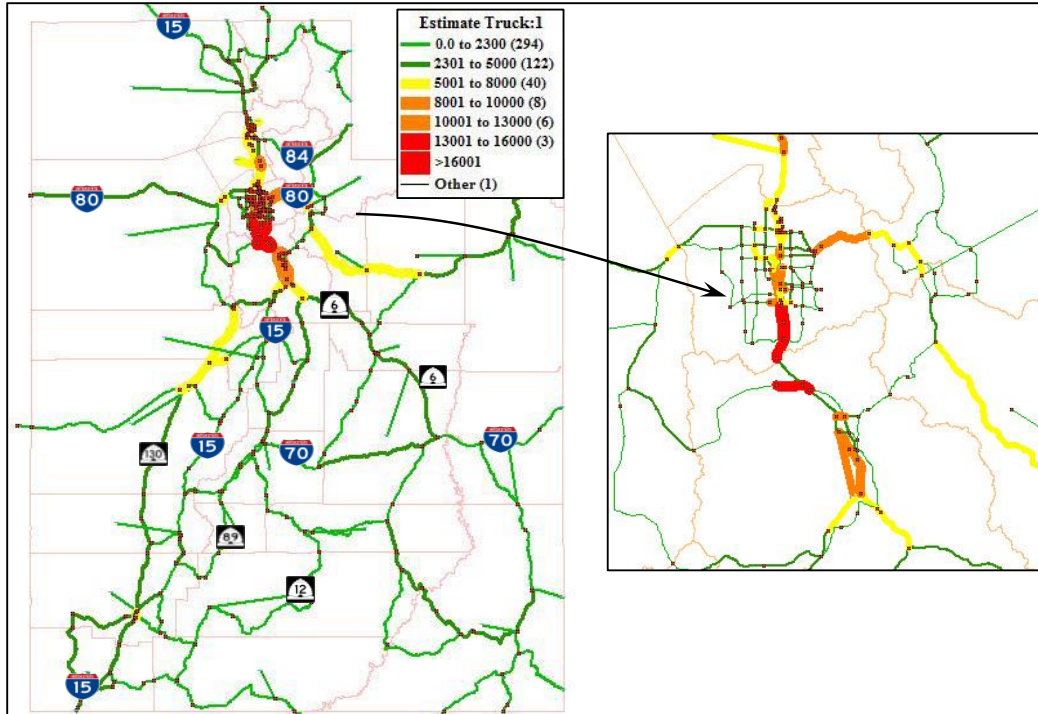 15
Estimate Truck:1
0.0 to 2300 (294)
2301 to 5000 (122)
5001 to 8000 (40)
8001 to 10000 (8)
10001 to 13000 (6)
13001 to 16000 (3)
>16001
Other (1)
84
80
80
6
15
6
15
70
70
130
89
12
15